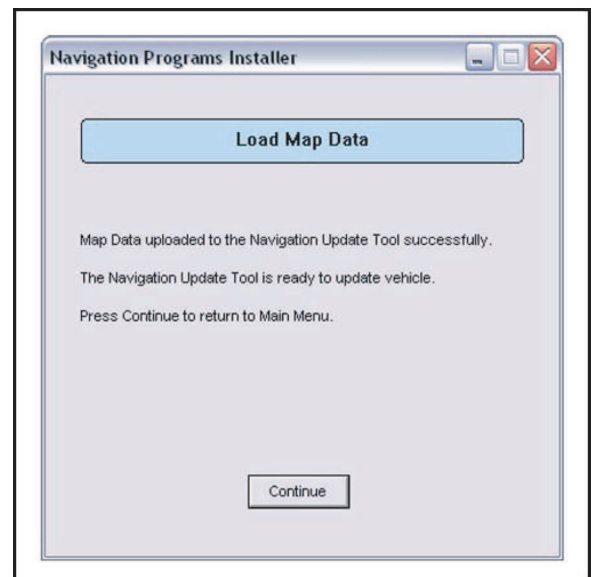 Navigation Programs Installer
Load Map Data
Map Data uploaded to the Navigation Update Tool successfully.
The Navigation Update Tool is ready to update vehicle.
Press Continue to return to Main Menu.
Continue